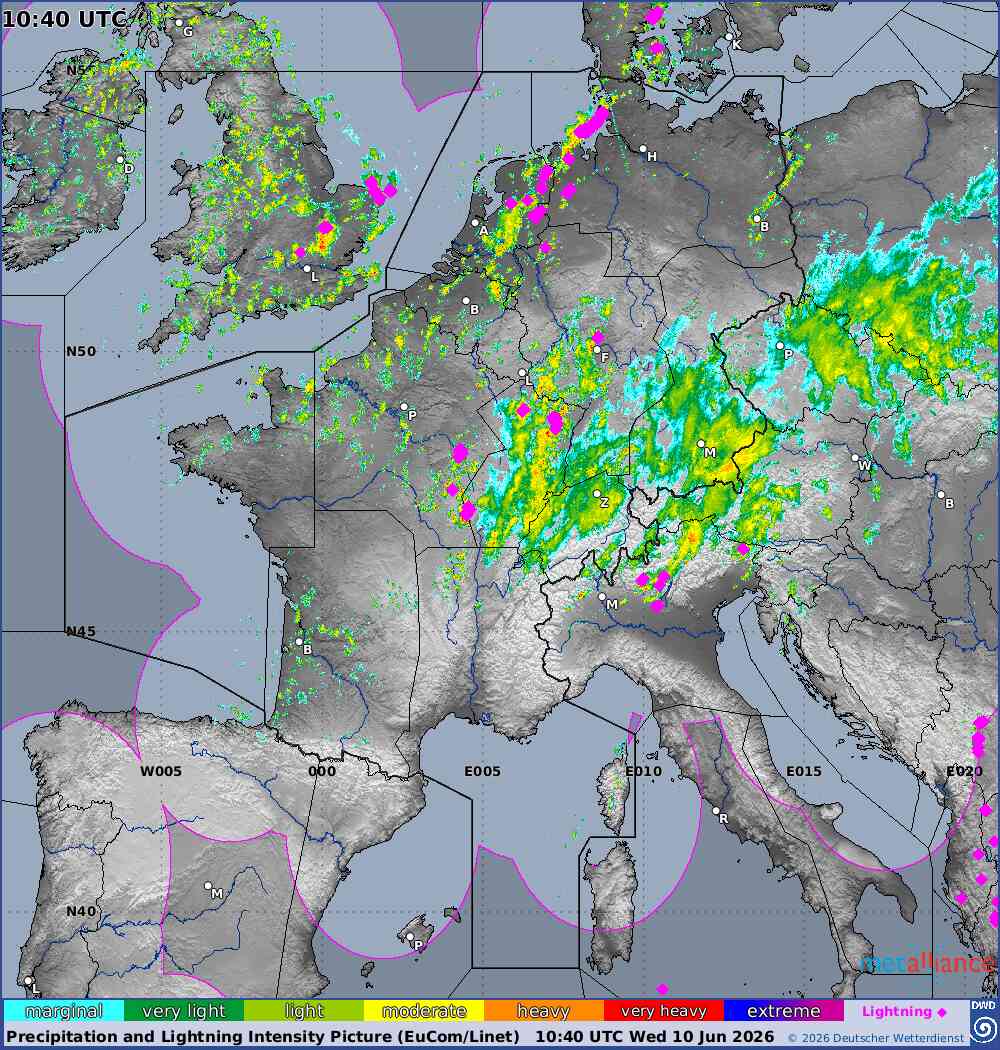 10:40 UTC
G
K
N55
D
H
A
B
L
B
N50
P
F
L
P
M
W
Z
B
M
N45
B
W005
000
E005
E010
E015
E020
R
M
N40
P
L
metalliance
marginal
very light
light
moderate
heavy
very heavy
extreme
Lightning
DWD
Precipitation and Lightning Intensity Picture (EuCom/Linet) 10:40 UTC Wed 10 Jun 2026 © 2026 Deutscher Wetterdienst